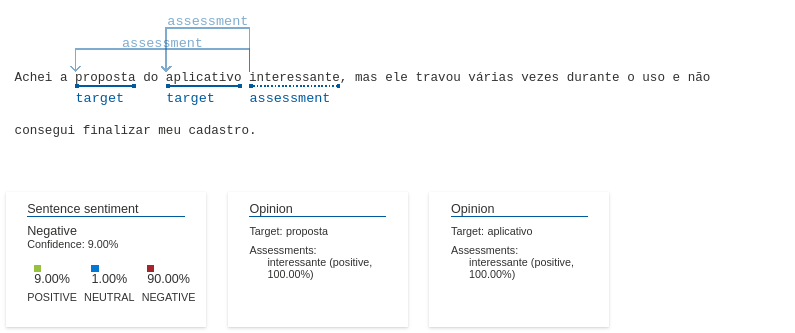 assessment
assessment
Achei a proposta do aplicativo interessante, mas ele travou várias vezes durante o uso e não
target target assessment
consegui finalizar meu cadastro.
Sentence sentiment
Negative
Confidence: 9.00%
9.00% 1.00% 90.00%
POSITIVE NEUTRAL NEGATIVE
Opinion
Target: proposta
Assessments:
interessante (positive,
100.00%)
Opinion
Target: aplicativo
Assessments:
interessante (positive,
100.00%)